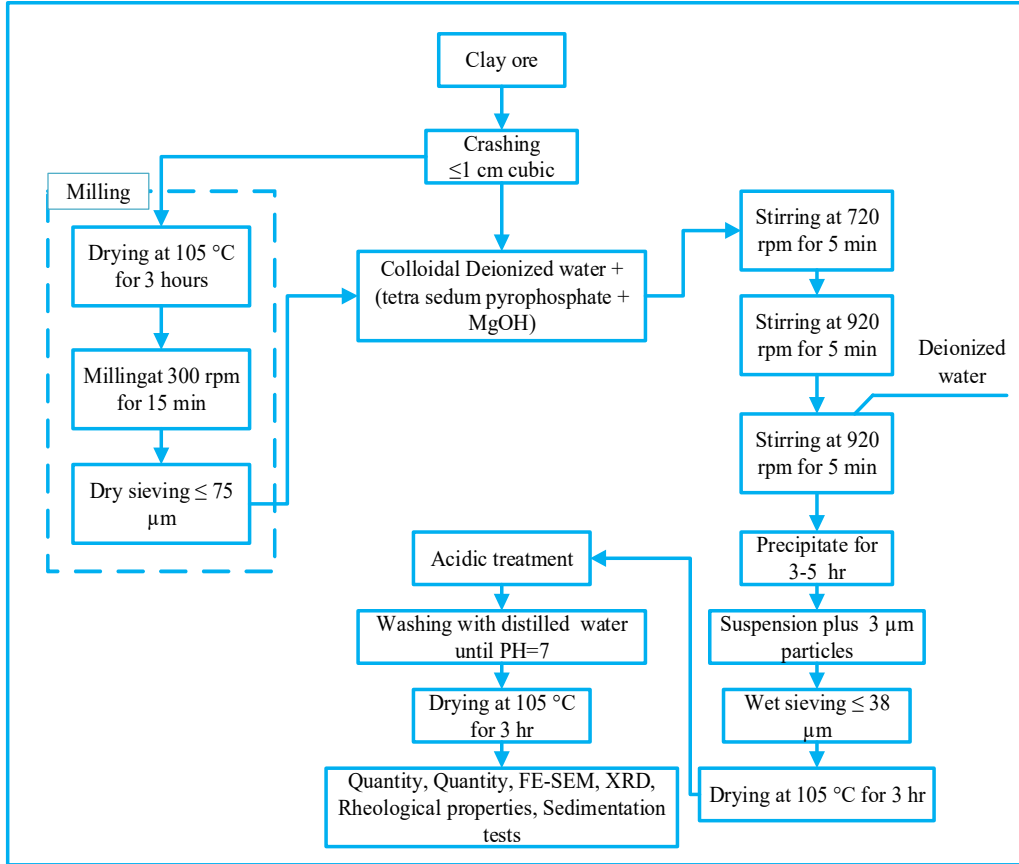 Clay ore
Crashing
≤1 cm cubic
Milling
Drying at 105 °C
for 3 hours
Millingat 300 rpm
for 15 min
Dry sieving ≤ 75
µm
Colloidal Deionized water +
(tetra sedum pyrophosphate +
MgOH)
Stirring at 720
rpm for 5 min
Stirring at 920
rpm for 5 min
Deionized
water
Stirring at 920
rpm for 5 min
Precipitate for
3-5 hr
Suspension plus 3 µm
particles
Wet sieving ≤ 38
µm
Drying at 105 °C for 3 hr
Acidic treatment
Washing with distilled water
until PH=7
Drying at 105 °C
for 3 hr
Quantity, Quantity, FE-SEM, XRD,
Rheological properties, Sedimentation
tests